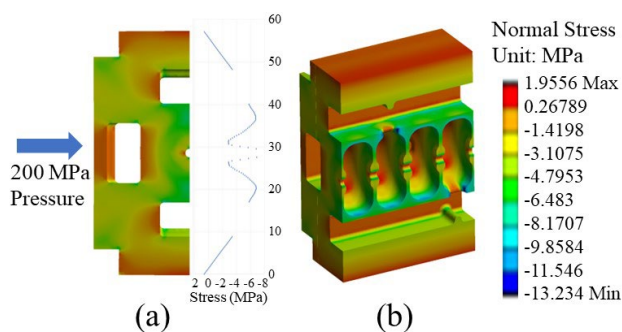 (a)
200 MPa
Pressure
60
50
40
30
20
10
0
2 0 -2 -4 -6 -8
Stress (MPa)
(a)
(b)
Normal Stress
Unit: MPa
1.9556 Max
0.26789
-1.4198
-3.1075
-4.7953
-6.483
-8.1707
-9.8584
-11.546
-13.234 Min